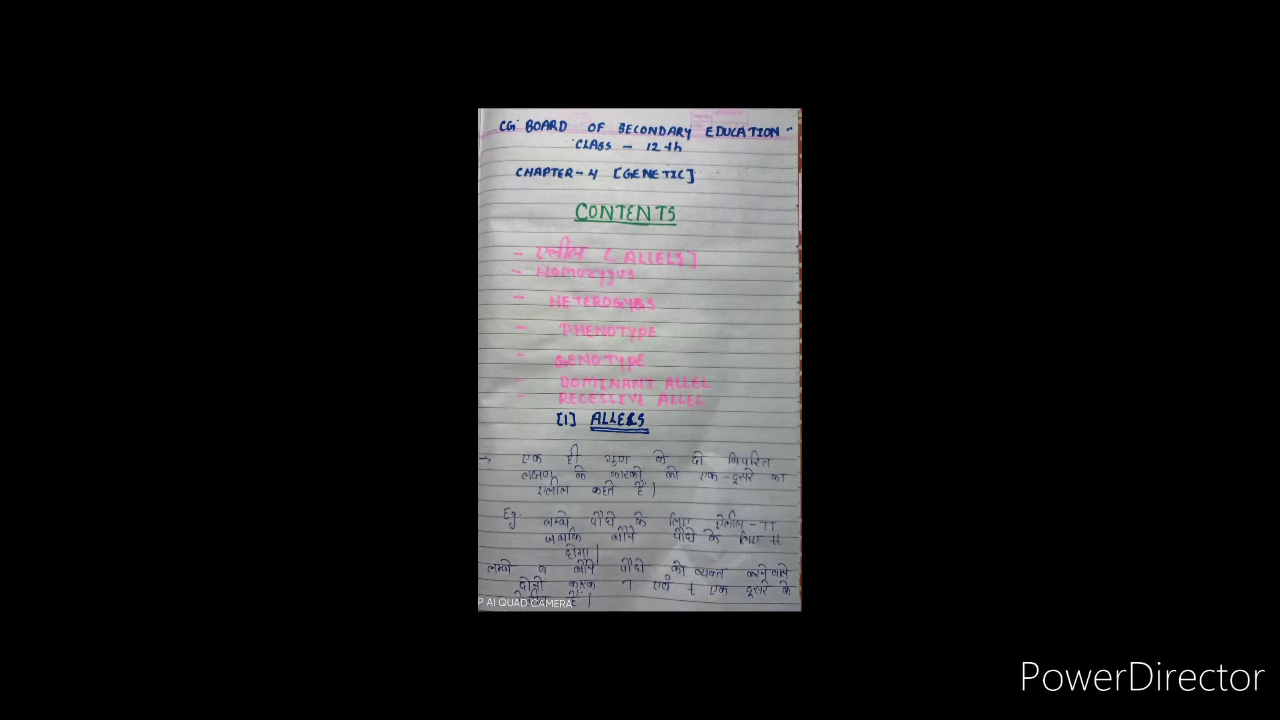 CG BOARD OF SECONDARY EDUCATION"
CLASS - 12th
CHAPTER-4 [GENETIC]
CONTENTS
- एलील [ ALLELS]
- HOMOZYGUS
- HETEROGYBS
- PHENOTYPE
- GENOTYPE
- DOMINANT ALLEL
- RECESSIVE ALLEL
[1] ALLELS
→ एक ही गुण के दो विपरित
लक्षण के कारको को एक-दूसरे का
एलील कहते हैं।
Eg. लम्बे पौधे के लिए ऐलील-TT
जबकि बौने पौधे के लिए tt
होगा।
लम्बे व बौने पौधे को व्यक्त करने वाले
दोनो कारक T एवं t एक दूसरे के
है।
P AI QUAD CAMERA
PowerDirector